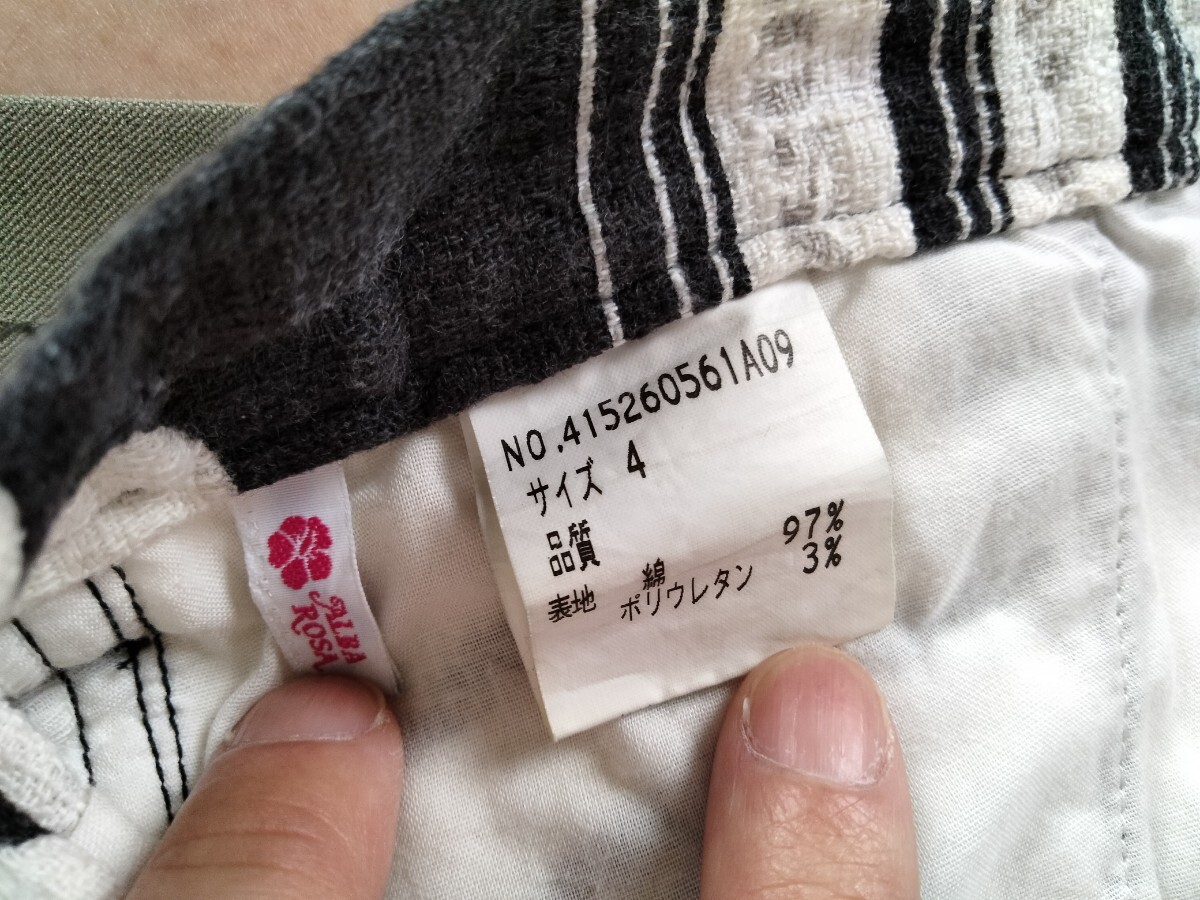 NO.415260561A09
サイズ 4
品質
表地 綿 97%
ポリウレタン 3%
ALBA
ROSA